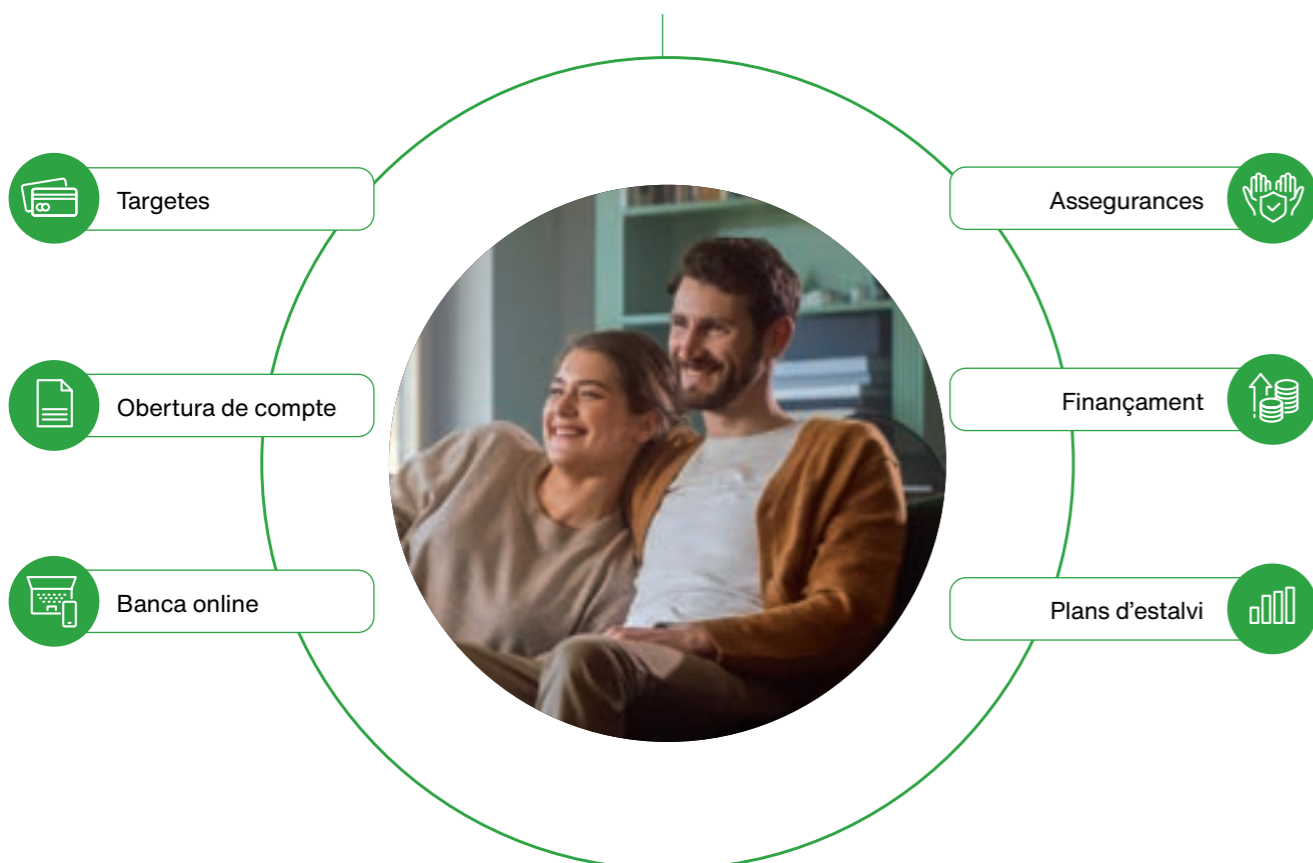 Targetes
Obertura de compte
Banca online
Assegurances
Finançament
Plans d’estalvi